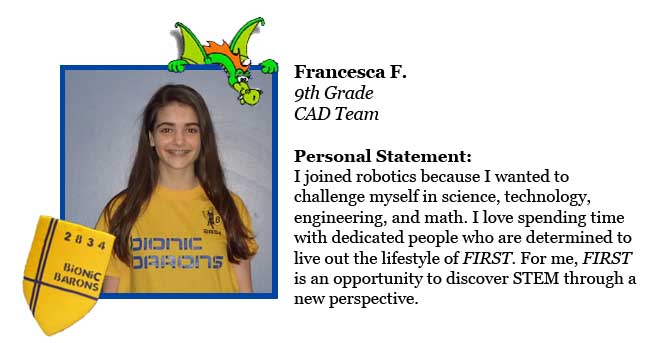 Francesca F.
9th Grade
CAD Team
Personal Statement:
I joined robotics because I wanted to
challenge myself in science, technology,
engineering, and math. I love spending time
with dedicated people who are determined to
live out the lifestyle of FIRST. For me, FIRST
is an opportunity to discover STEM through a
new perspective.
2834
BIONIC
BARONS
2834
BiONiC
BARONS